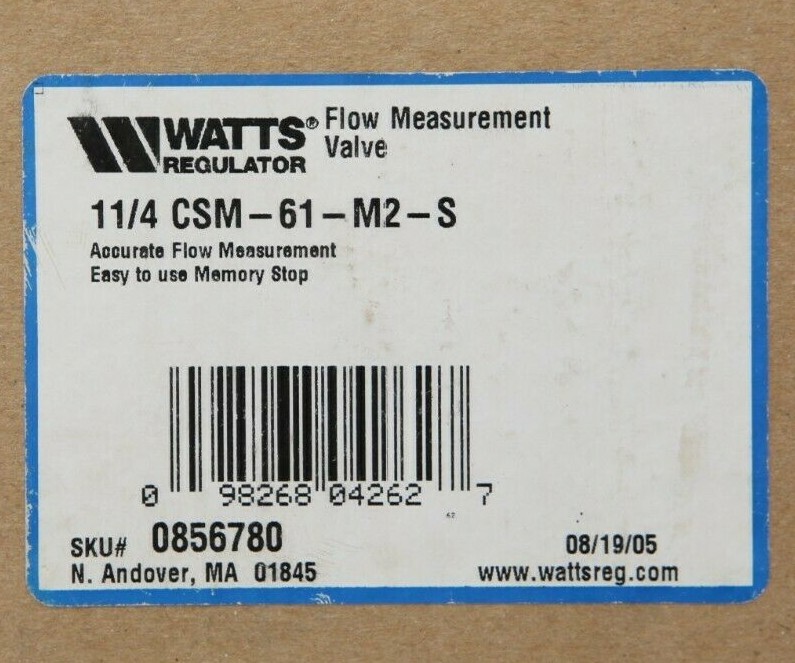 WATTS® Flow Measurement
REGULATOR Valve
11/4 CSM-61-M2-S
Accurate Flow Measurement
Easy to use Memory Stop
0 98268 04262 7
SKU# 0856780
08/19/05
N. Andover, MA 01845
www.wattsreg.com